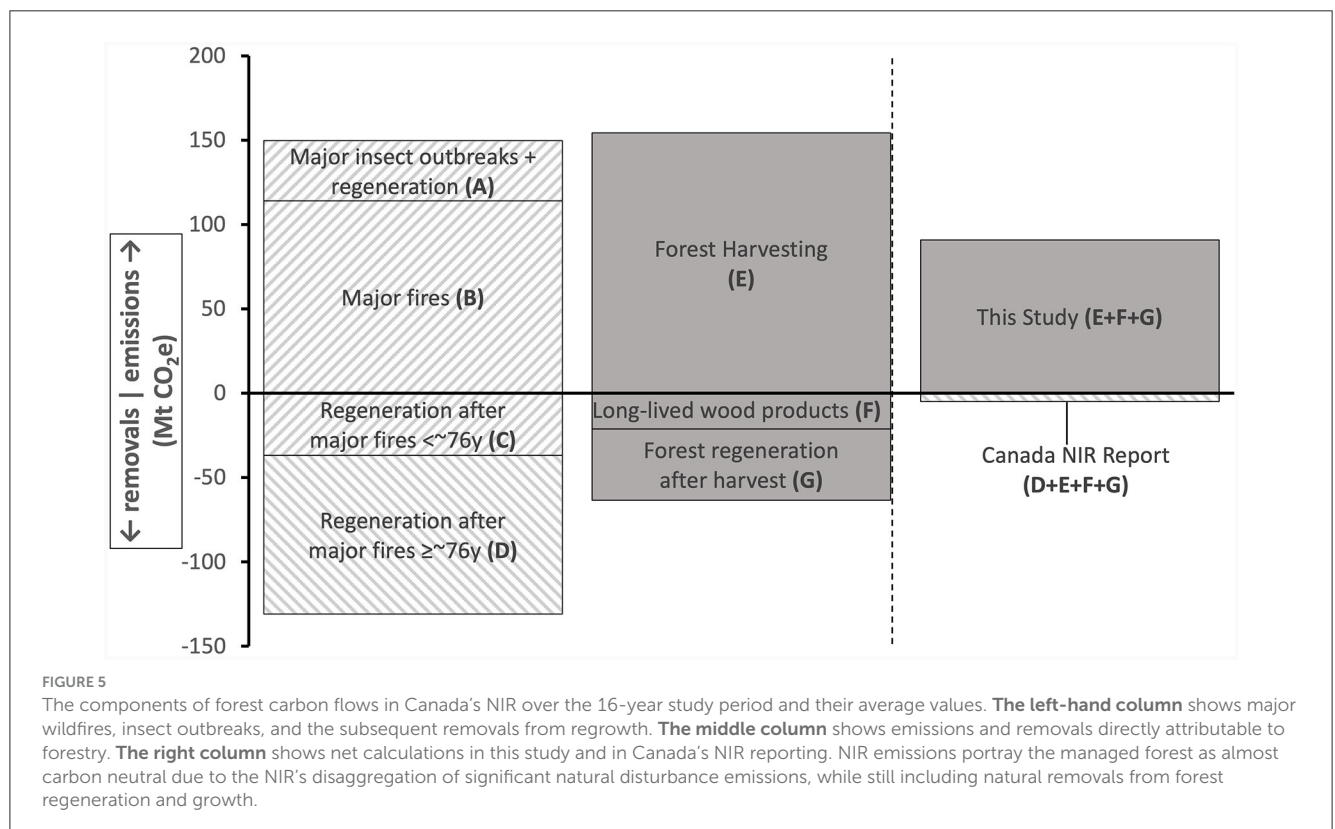 200
150
100
50
0
-50
-100
-150
← removals | emissions →
(Mt CO₂e)
Major insect outbreaks +
regeneration (A)
Major fires (B)
Regeneration after
major fires <~76y (C)
Regeneration after
major fires ≥~76y (D)
Forest Harvesting
(E)
Long-lived wood products (F)
Forest regeneration
after harvest (G)
This Study (E+F+G)
Canada NIR Report
(D+E+F+G)
FIGURE 5
The components of forest carbon flows in Canada's NIR over the 16-year study period and their average values. The left-hand column shows major
wildfires, insect outbreaks, and the subsequent removals from regrowth. The middle column shows emissions and removals directly attributable to
forestry. The right column shows net calculations in this study and in Canada's NIR reporting. NIR emissions portray the managed forest as almost
carbon neutral due to the NIR's disaggregation of significant natural disturbance emissions, while still including natural removals from forest
regeneration and growth.